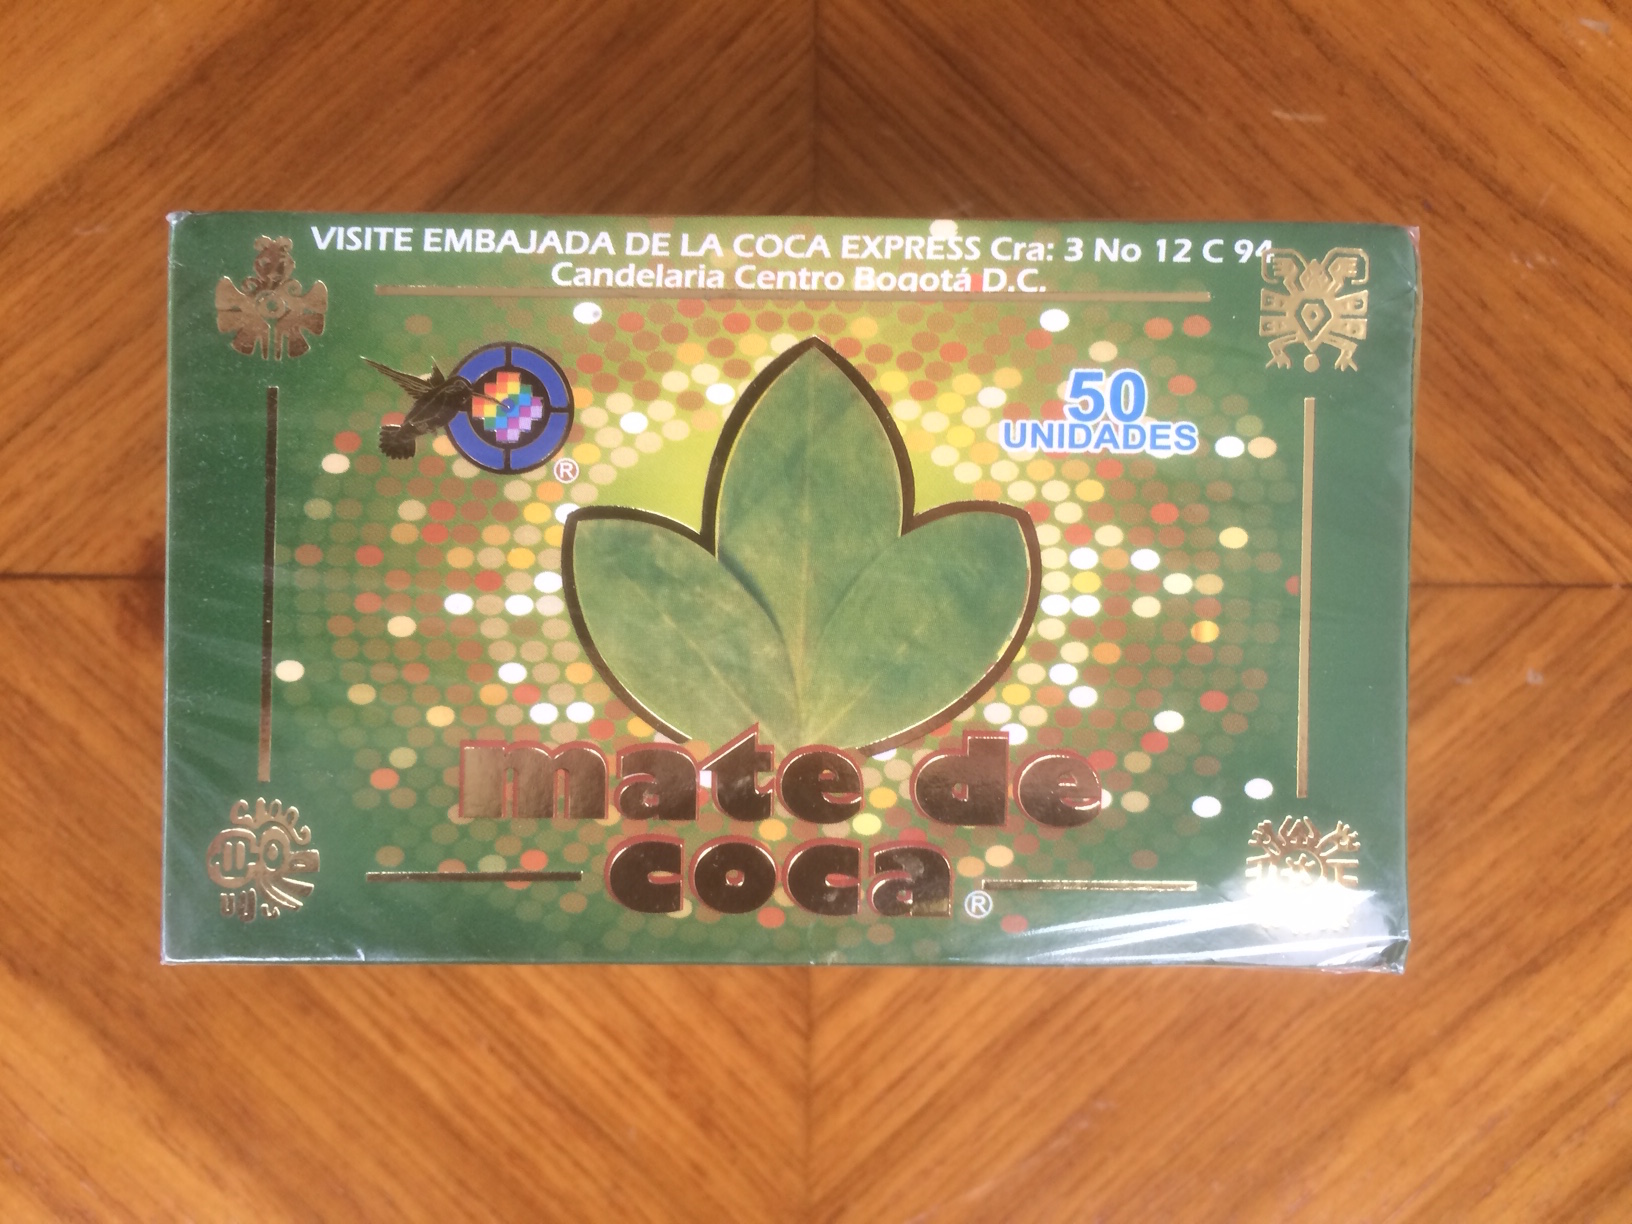 VISITE EMBAJADA DE LA COCA EXPRESS Cra: 3 No 12 C 94
Candelaria Centro Bogotá D.C.
®
50
UNIDADES
mate de
coca ®